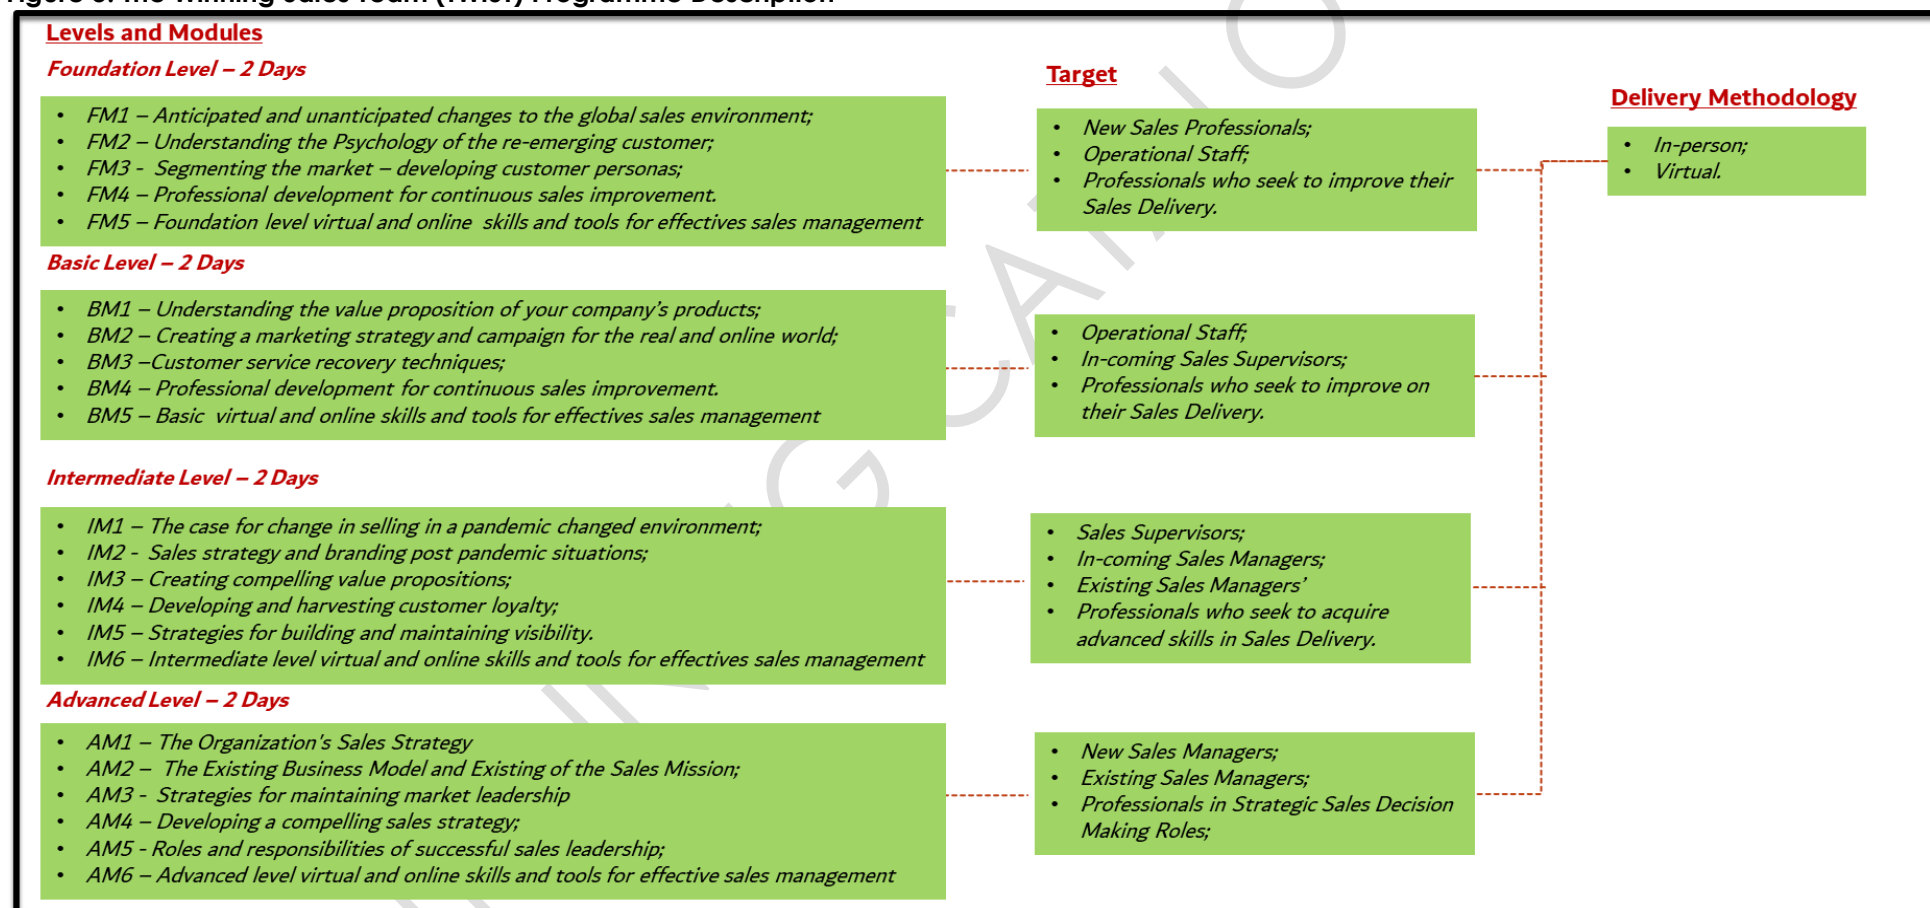 Figure 3: The Winning Sales Team (TWST) Programme Description
Levels and Modules
Foundation Level – 2 Days
• FM1 – Anticipated and unanticipated changes to the global sales environment;
• FM2 – Understanding the Psychology of the re-emerging customer;
• FM3 - Segmenting the market – developing customer personas;
• FM4 – Professional development for continuous sales improvement.
• FM5 – Foundation level virtual and online skills and tools for effectives sales management
Basic Level – 2 Days
• BM1 – Understanding the value proposition of your company's products;
• BM2 – Creating a marketing strategy and campaign for the real and online world;
• BM3 –Customer service recovery techniques;
• BM4 – Professional development for continuous sales improvement.
• BM5 – Basic virtual and online skills and tools for effectives sales management
Intermediate Level – 2 Days
• IM1 – The case for change in selling in a pandemic changed environment;
• IM2 - Sales strategy and branding post pandemic situations;
• IM3 – Creating compelling value propositions;
• IM4 – Developing and harvesting customer loyalty;
• IM5 – Strategies for building and maintaining visibility.
• IM6 – Intermediate level virtual and online skills and tools for effectives sales management
Advanced Level – 2 Days
• AM1 – The Organization's Sales Strategy
• AM2 – The Existing Business Model and Existing of the Sales Mission;
• AM3 - Strategies for maintaining market leadership
• AM4 – Developing a compelling sales strategy;
• AM5 - Roles and responsibilities of successful sales leadership;
• AM6 – Advanced level virtual and online skills and tools for effective sales management
Target
• New Sales Professionals;
• Operational Staff;
• Professionals who seek to improve their
Sales Delivery.
• Operational Staff;
• In-coming Sales Supervisors;
• Professionals who seek to improve on
their Sales Delivery.
• Sales Supervisors;
• In-coming Sales Managers;
• Existing Sales Managers'
• Professionals who seek to acquire
advanced skills in Sales Delivery.
• New Sales Managers;
• Existing Sales Managers;
• Professionals in Strategic Sales Decision
Making Roles;
Delivery Methodology
• In-person;
• Virtual.